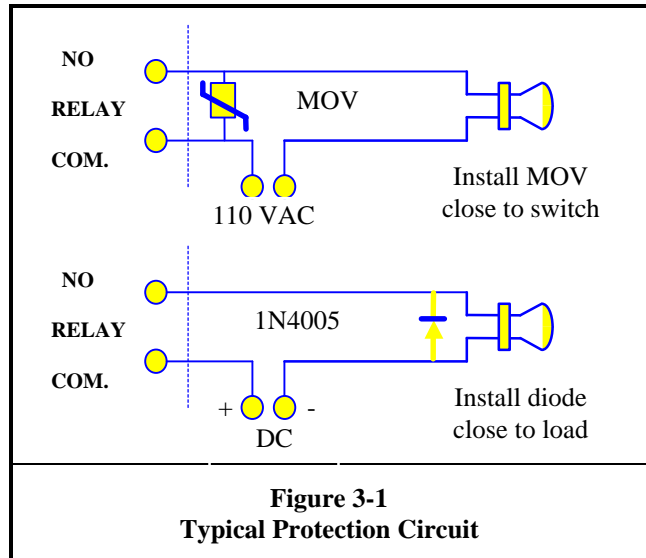 NO
RELAY
COM.
MOV
110 VAC
Install MOV
close to switch
NO
RELAY
COM.
1N4005
+ -
DC
Install diode
close to load
Figure 3-1
Typical Protection Circuit